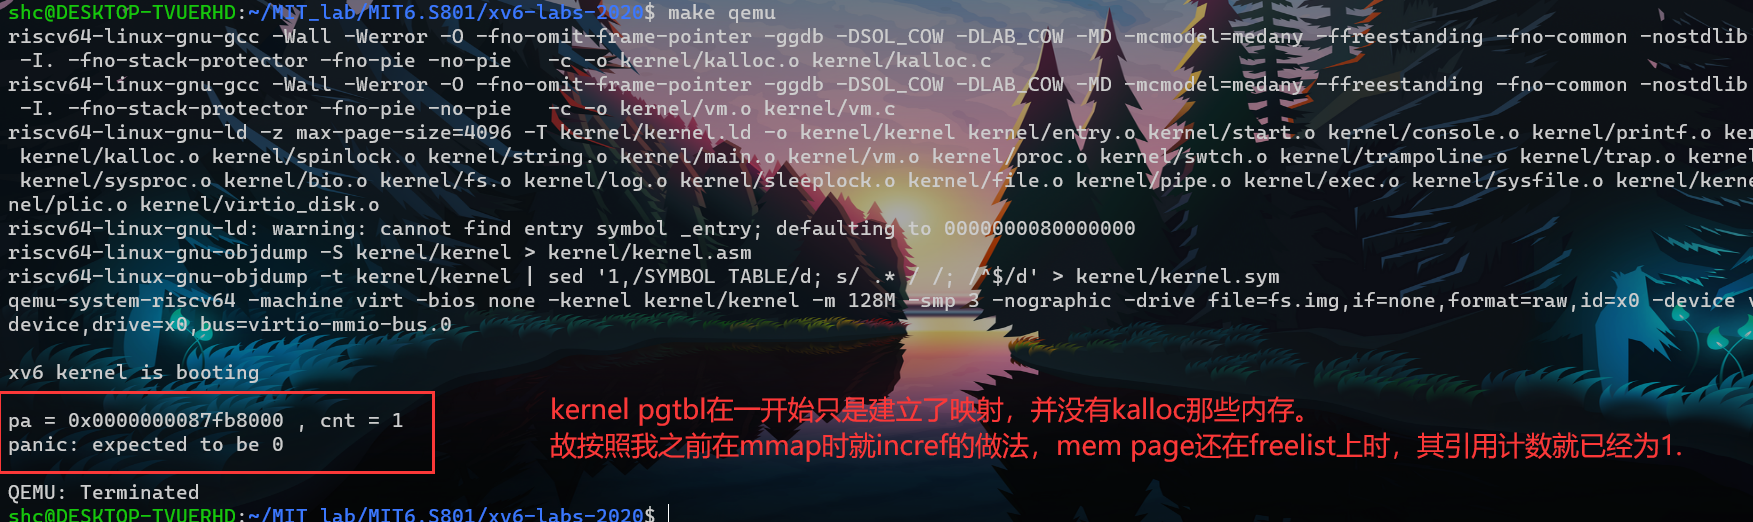 shc@DESKTOP-TVUERHD:~/MIT_lab/MIT6.S801/xv6-labs-2020$ make qemu
riscv64-linux-gnu-gcc -Wall -Werror -O -fno-omit-frame-pointer -ggdb -DSOL_COW -DLAB_COW -MD -mcmodel=medany -ffreestanding -fno-common -nostdlib
-I. -fno-stack-protector -fno-pie -no-pie   -c -o kernel/kalloc.o kernel/kalloc.c
riscv64-linux-gnu-gcc -Wall -Werror -O -fno-omit-frame-pointer -ggdb -DSOL_COW -DLAB_COW -MD -mcmodel=medany -ffreestanding -fno-common -nostdlib
-I. -fno-stack-protector -fno-pie -no-pie   -c -o kernel/vm.o kernel/vm.c
riscv64-linux-gnu-ld -z max-page-size=4096 -T kernel/kernel.ld -o kernel/kernel kernel/entry.o kernel/start.o kernel/console.o kernel/printf.o ker
kernel/kalloc.o kernel/spinlock.o kernel/string.o kernel/main.o kernel/vm.o kernel/proc.o kernel/swtch.o kernel/trampoline.o kernel/trap.o kernel
kernel/sysproc.o kernel/bio.o kernel/fs.o kernel/log.o kernel/sleeplock.o kernel/file.o kernel/pipe.o kernel/exec.o kernel/sysfile.o kernel/kerne
nel/plic.o kernel/virtio_disk.o
riscv64-linux-gnu-ld: warning: cannot find entry symbol _entry; defaulting to 0000000080000000
riscv64-linux-gnu-objdump -S kernel/kernel > kernel/kernel.asm
riscv64-linux-gnu-objdump -t kernel/kernel | sed '1,/SYMBOL TABLE/d; s/ .* / /; /^$/d' > kernel/kernel.sym
qemu-system-riscv64 -machine virt -bios none -kernel kernel/kernel -m 128M -smp 3 -nographic -drive file=fs.img,if=none,format=raw,id=x0 -device v
device,drive=x0,bus=virtio-mmio-bus.0
xv6 kernel is booting
pa = 0x0000000087fb8000 , cnt = 1
panic: expected to be 0
kernel pgtbl在一开始只是建立了映射，并没有kalloc那些内存。
故按照我之前在mmap时就incref的做法，mem page还在freelist上时，其引用计数就已经为1.
QEMU: Terminated
shc@DESKTOP-TVUERHD:~/MIT_lab/MIT6.S801/xv6-labs-2020$